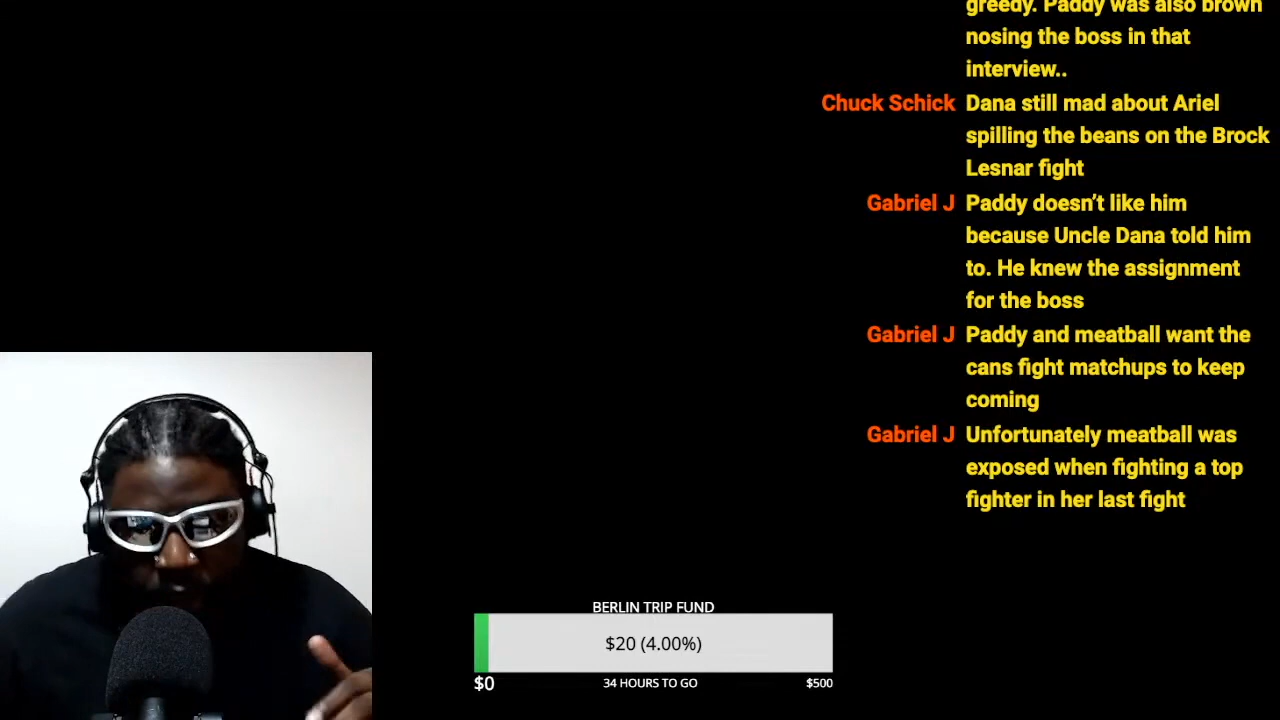 greedy. Paddy was also brown
nosing the boss in that
interview..
Chuck Schick Dana still mad about Ariel
spilling the beans on the Brock
Lesnar fight
Gabriel J Paddy doesn’t like him
because Uncle Dana told him
to. He knew the assignment
for the boss
Gabriel J Paddy and meatball want the
cans fight matchups to keep
coming
Gabriel J Unfortunately meatball was
exposed when fighting a top
fighter in her last fight
BERLIN TRIP FUND
$20 (4.00%)
$0 34 HOURS TO GO $500